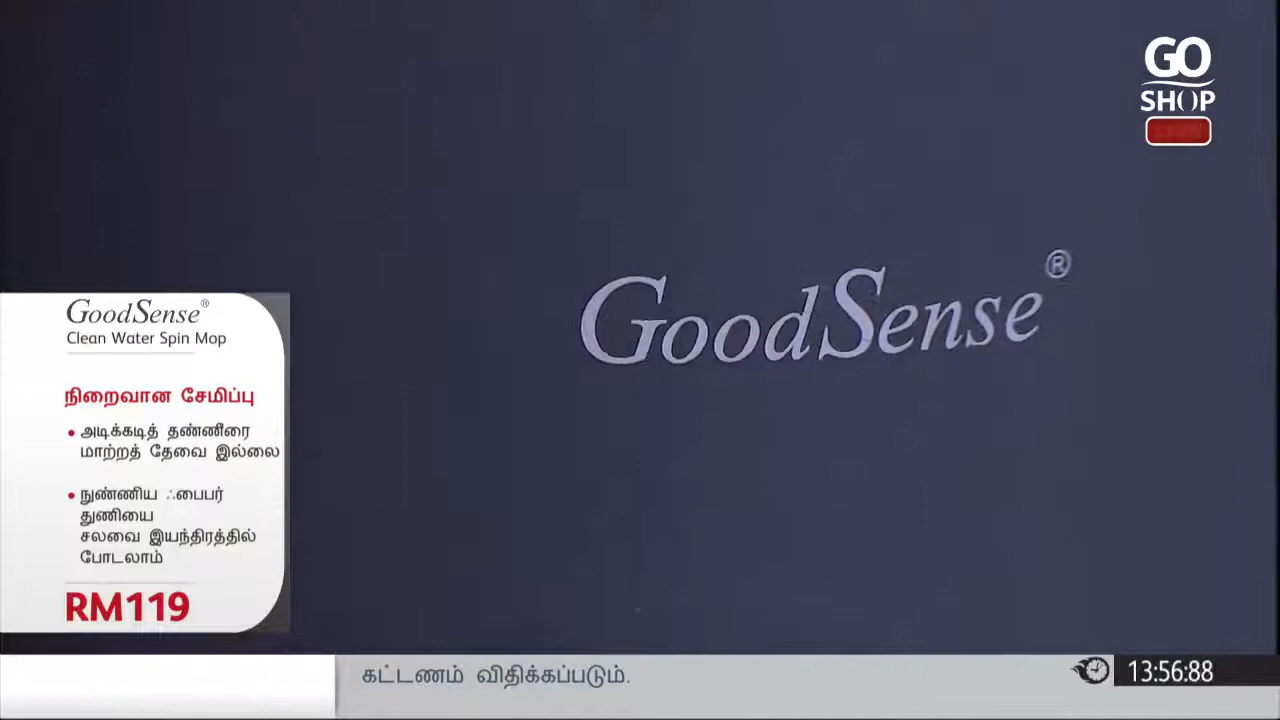 GO
SHOP
GoodSense®
GoodSense®
Clean Water Spin Mop
நிறைவான சேமிப்பு
• அடிக்கடித் தண்ணீரை
மாற்றத் தேவை இல்லை
• நுண்ணிய ஃபைபர்
துணியை
சலவை இயந்திரத்தில்
போடலாம்
RM119
கட்டணம் விதிக்கப்படும்.
13:56:88